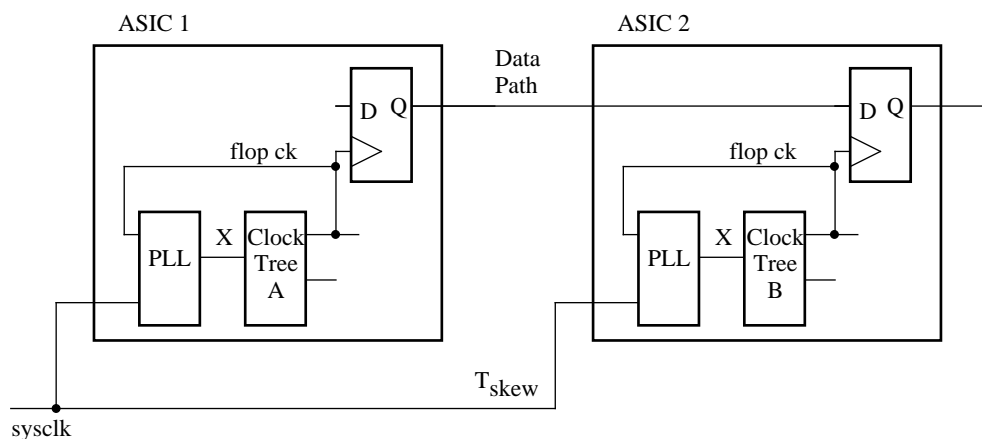 ASIC 1
ASIC 2
Data
Path
D Q
D Q
flop ck
flop ck
X
X
PLL
Clock
Tree
A
PLL
Clock
Tree
B
Tskew
sysclk